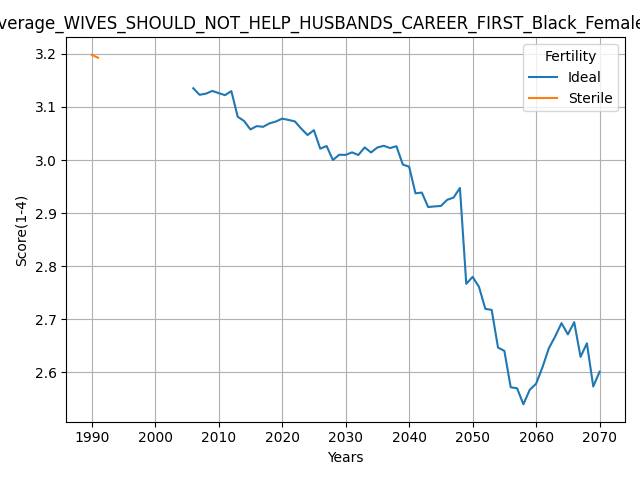 verage_WIVES_SHOULD_NOT_HELP_HUSBANDS_CAREER_FIRST_Black_Female
3.2
3.1
3.0
2.9
2.8
2.7
2.6
Score(1-4)
1990 2000 2010 2020 2030 2040 2050 2060 2070
Years
Fertility
Ideal
Sterile